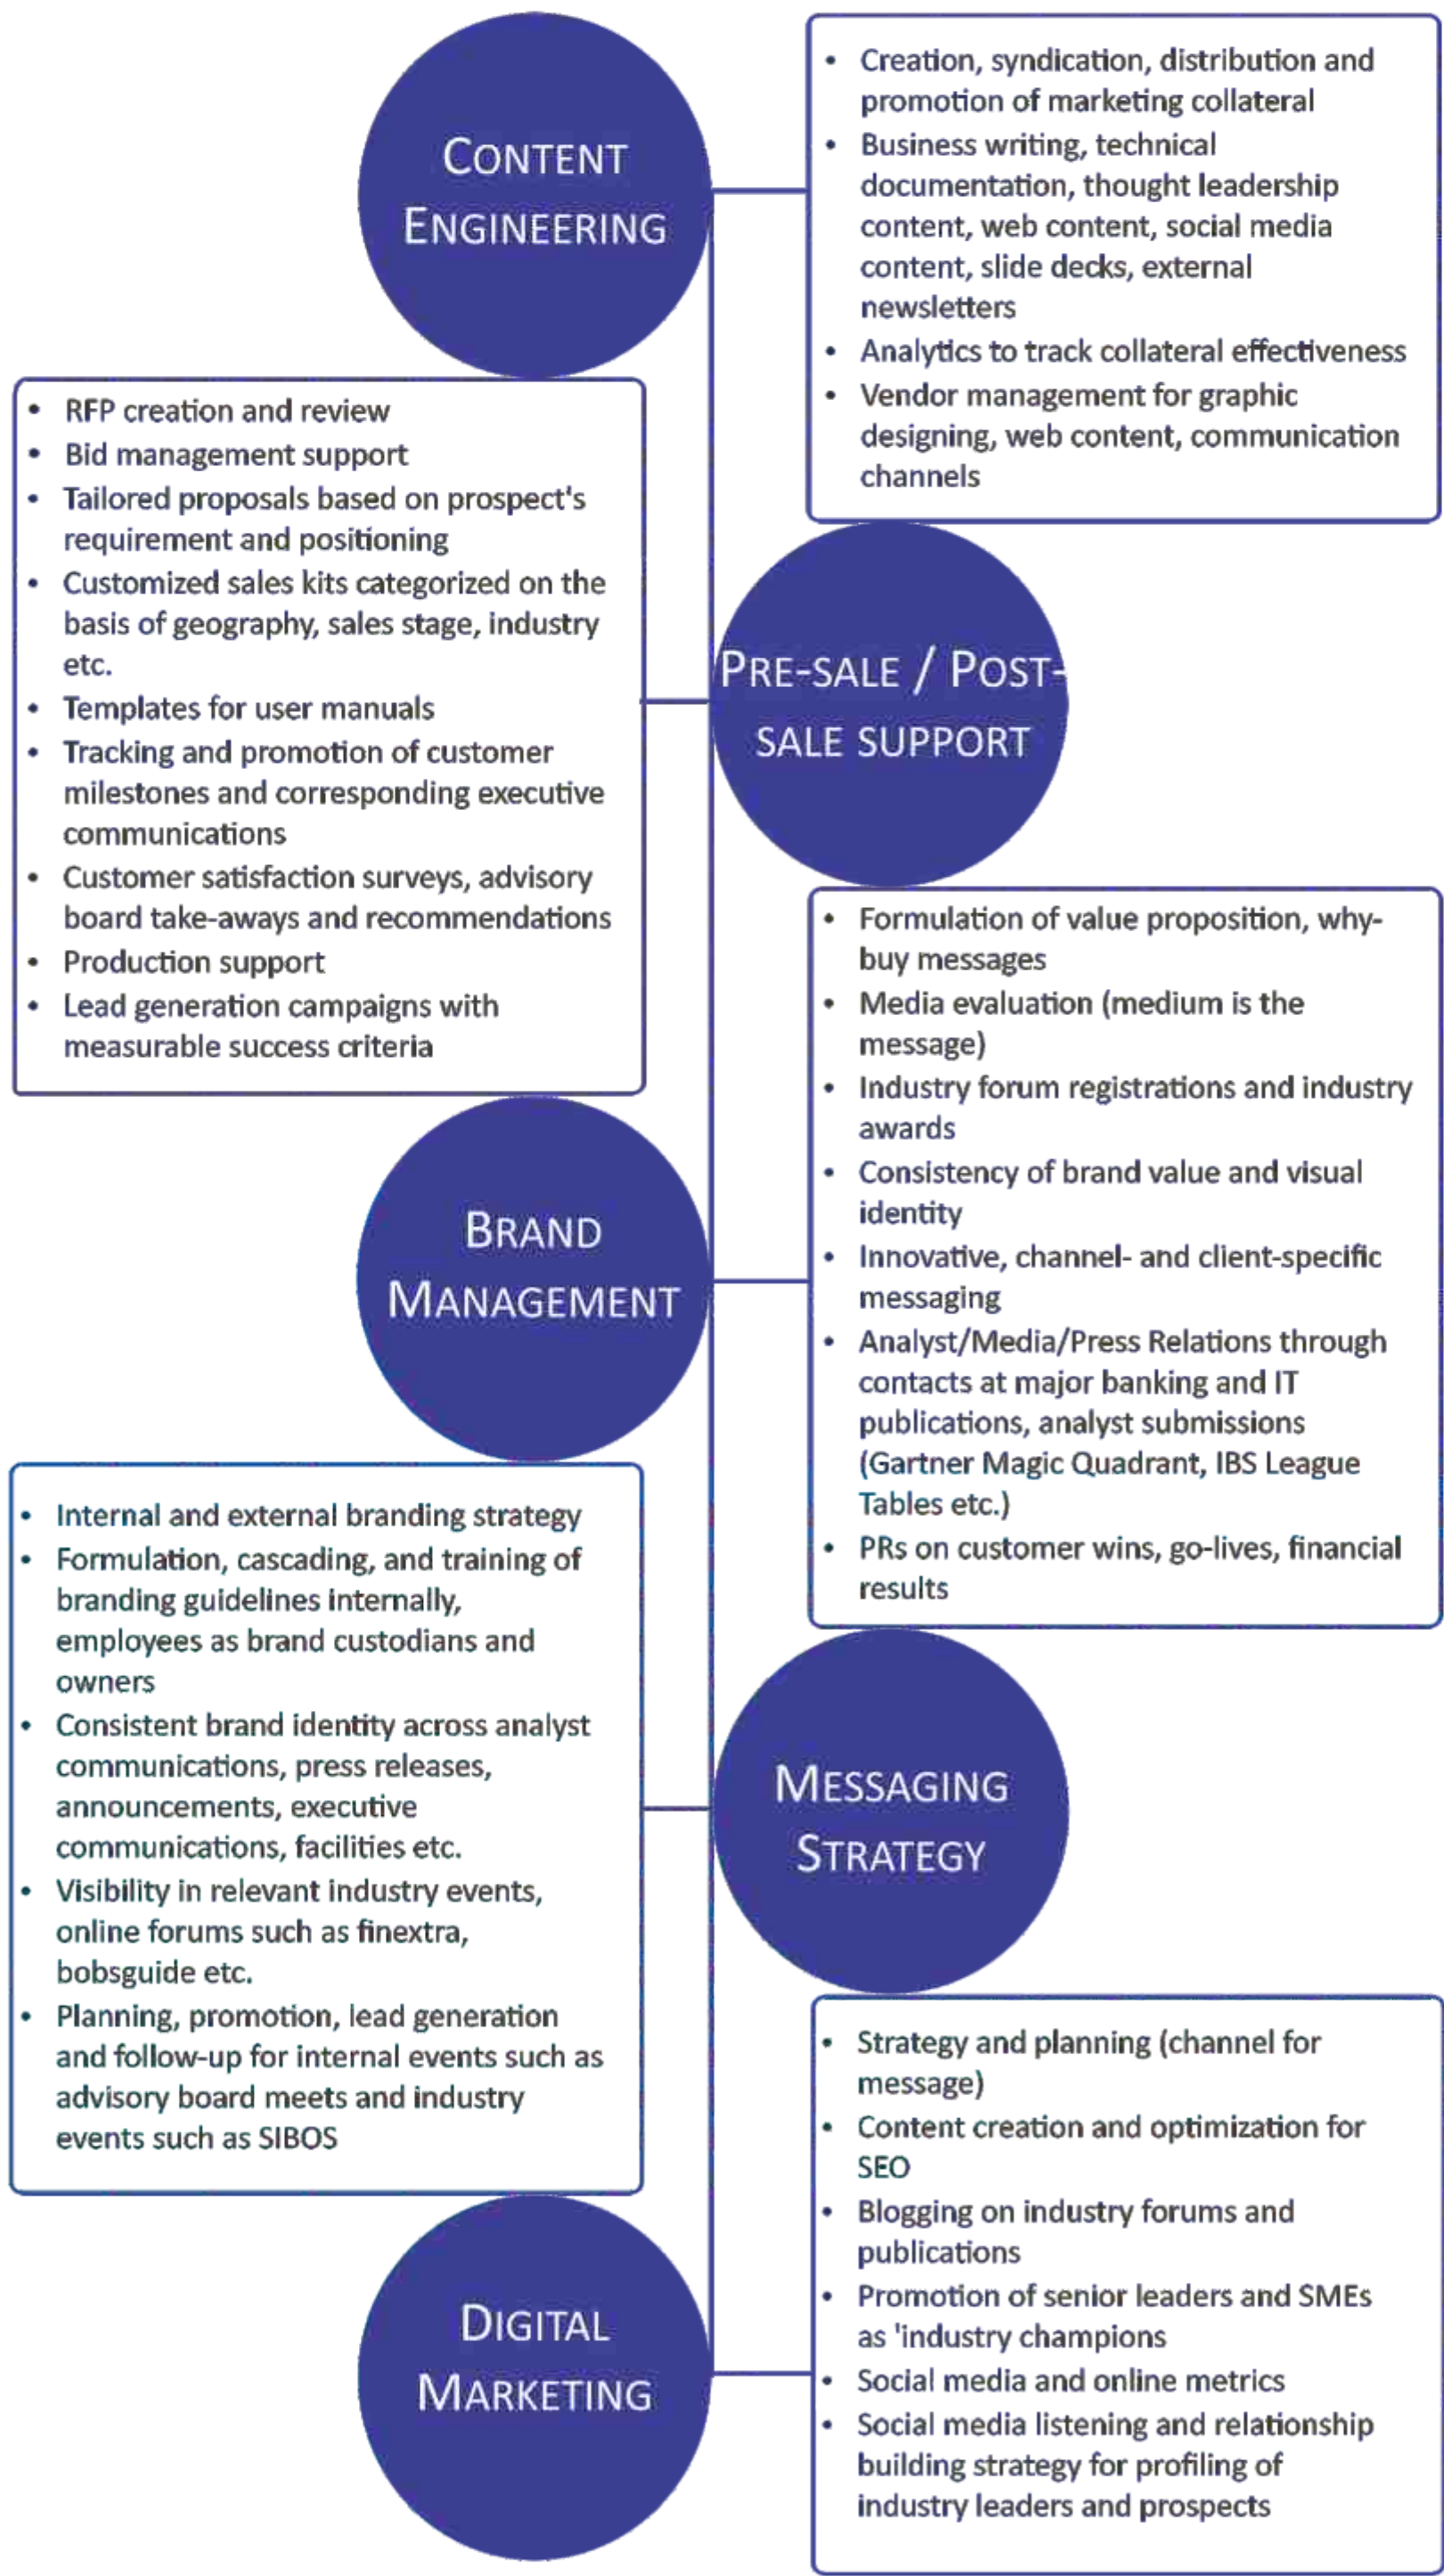 CONTENT
ENGINEERING
• Creation, syndication, distribution and
promotion of marketing collateral
• Business writing, technical
documentation, thought leadership
content, web content, social media
content, slide decks, external
newsletters
• Analytics to track collateral effectiveness
• Vendor management for graphic
designing, web content, communication
channels
PRE-SALE / POST-
SALE SUPPORT
• RFP creation and review
• Bid management support
• Tailored proposals based on prospect's
requirement and positioning
• Customized sales kits categorized on the
basis of geography, sales stage, industry
etc.
• Templates for user manuals
• Tracking and promotion of customer
milestones and corresponding executive
communications
• Customer satisfaction surveys, advisory
board take-aways and recommendations
• Production support
• Lead generation campaigns with
measurable success criteria
BRAND
MANAGEMENT
• Formulation of value proposition, why-
buy messages
• Media evaluation (medium is the
message)
• Industry forum registrations and industry
awards
• Consistency of brand value and visual
identity
• Innovative, channel- and client-specific
messaging
• Analyst/Media/Press Relations through
contacts at major banking and IT
publications, analyst submissions
(Gartner Magic Quadrant, IBS League
Tables etc.)
• PRs on customer wins, go-lives, financial
results
MESSAGING
STRATEGY
• Internal and external branding strategy
• Formulation, cascading, and training of
branding guidelines internally,
employees as brand custodians and
owners
• Consistent brand identity across analyst
communications, press releases,
announcements, executive
communications, facilities etc.
• Visibility in relevant industry events,
online forums such as finextra,
bobsguide etc.
• Planning, promotion, lead generation
and follow-up for internal events such as
advisory board meets and industry
events such as SIBOS
DIGITAL
MARKETING
• Strategy and planning (channel for
message)
• Content creation and optimization for
SEO
• Blogging on industry forums and
publications
• Promotion of senior leaders and SMEs
as 'industry champions
• Social media and online metrics
• Social media listening and relationship
building strategy for profiling of
industry leaders and prospects